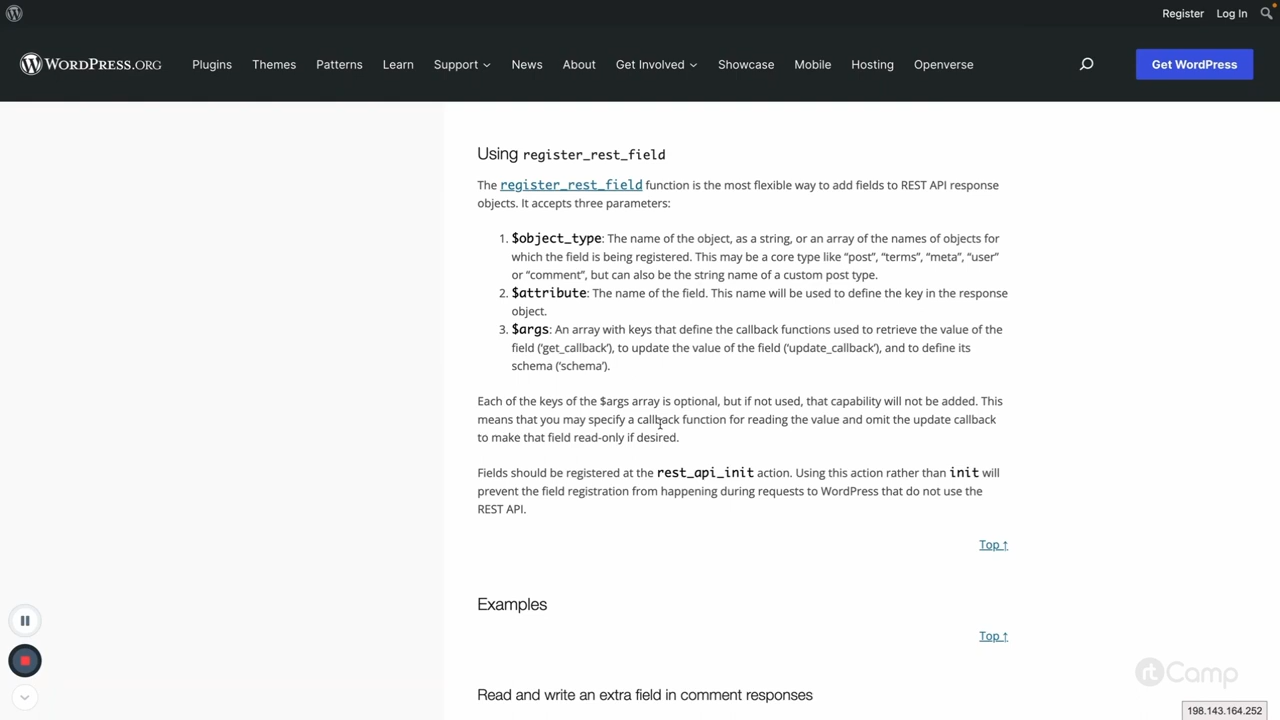 Register Log In
WORDPRESS.ORG Plugins Themes Patterns Learn Support News About Get Involved Showcase Mobile Hosting Openverse Get WordPress
Using register_rest_field
The register_rest_field function is the most flexible way to add fields to REST API response
objects. It accepts three parameters:
1. $object_type: The name of the object, as a string, or an array of the names of objects for
which the field is being registered. This may be a core type like “post”, “terms”, “meta”, “user”
or “comment”, but can also be the string name of a custom post type.
2. $attribute: The name of the field. This name will be used to define the key in the response
object.
3. $args: An array with keys that define the callback functions used to retrieve the value of the
field (‘get_callback’), to update the value of the field (‘update_callback’), and to define its
schema (‘schema’).
Each of the keys of the $args array is optional, but if not used, that capability will not be added. This
means that you may specify a callback function for reading the value and omit the update callback
to make that field read-only if desired.
Fields should be registered at the rest_api_init action. Using this action rather than init will
prevent the field registration from happening during requests to WordPress that do not use the
REST API.
Top ↑
Examples
Top ↑
Read and write an extra field in comment responses
rtCamp
198.143.164.252